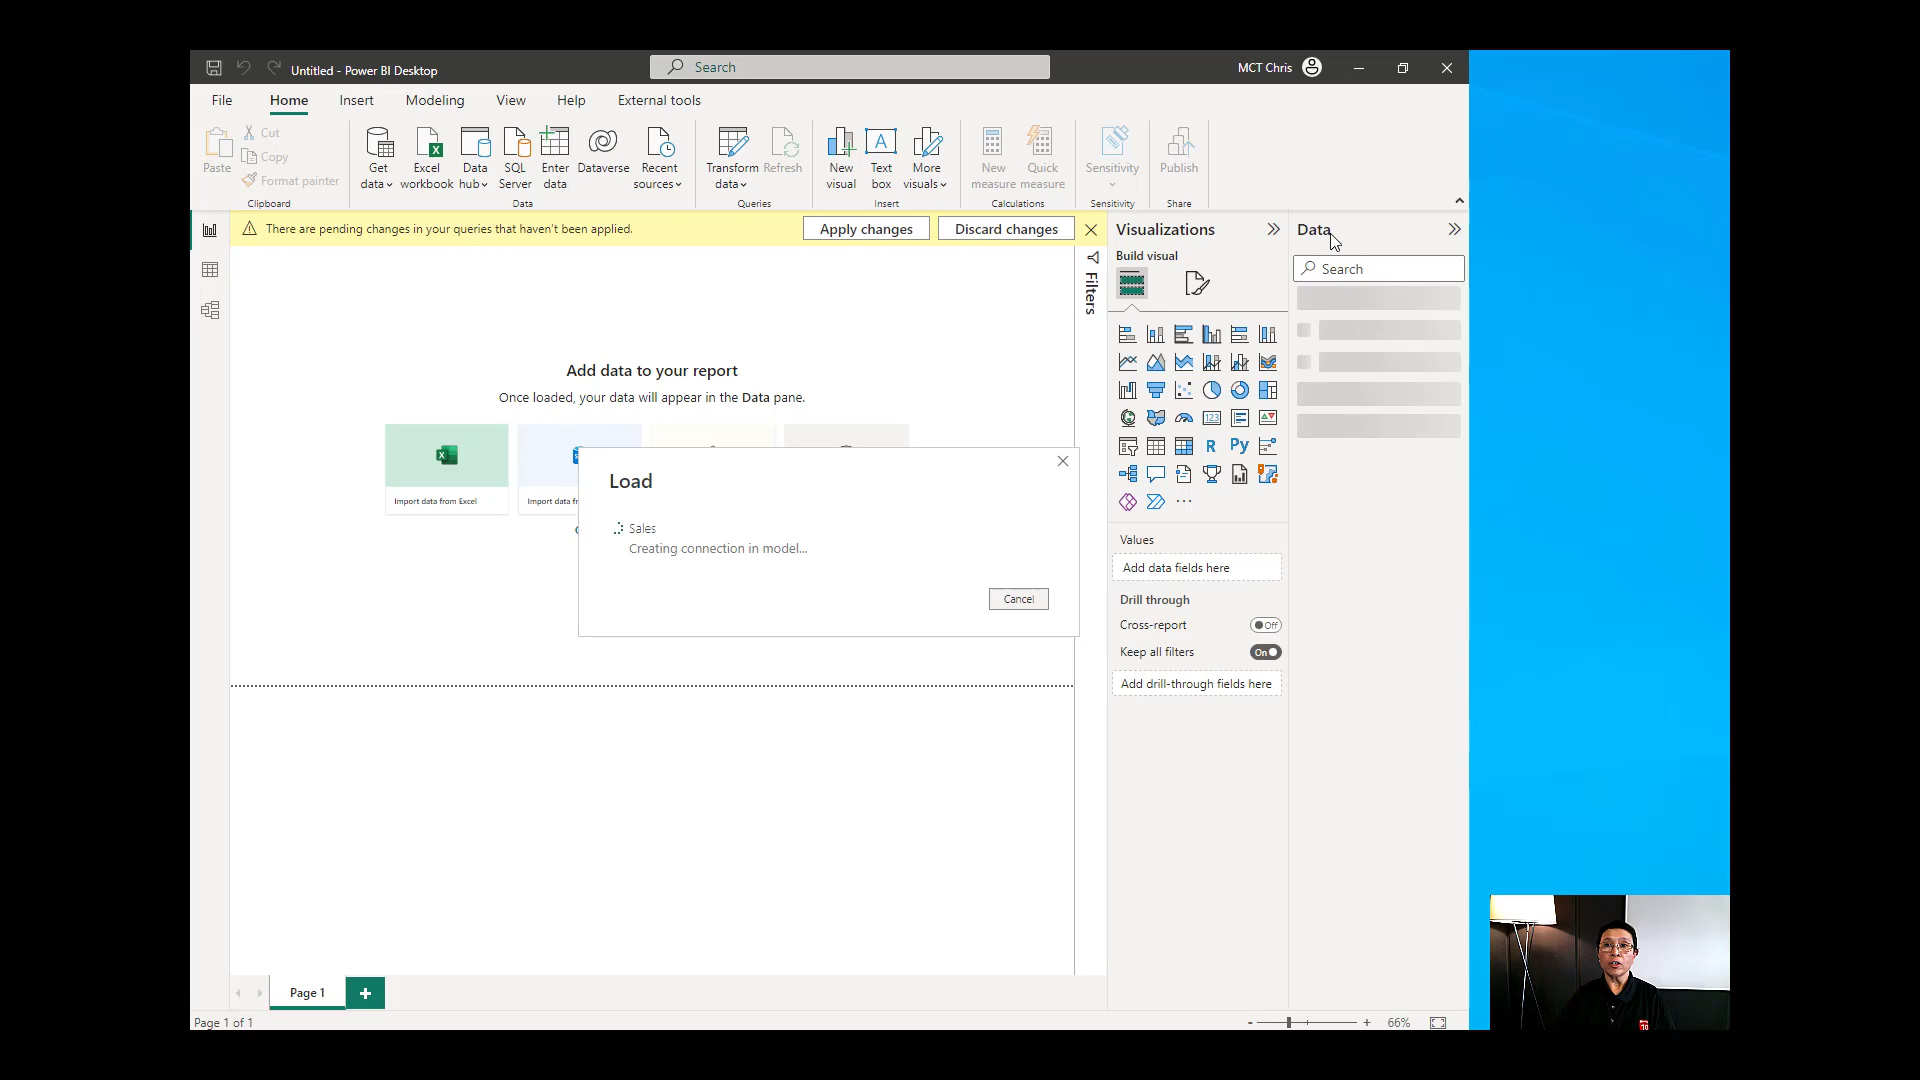 Untitled - Power BI Desktop
Search
MCT Chris
File Home Insert Modeling View Help External tools
Paste
Cut
Copy
Format painter
Clipboard
Get data
Excel workbook
Data hub
SQL Server
Enter data
Dataverse
Recent sources
Data
Transform data
Refresh
Queries
New visual
Text box
More visuals
Insert
New measure
Quick measure
Calculations
Sensitivity
Sensitivity
Publish
Share
There are pending changes in your queries that haven't been applied.
Apply changes
Discard changes
Filters
Visualizations
Build visual
Data
Search
Add data to your report
Once loaded, your data will appear in the Data pane.
Import data from Excel
Import data fr
Load
Sales
Creating connection in model...
Cancel
123
R
Py
Values
Add data fields here
Drill through
Cross-report
Off
Keep all filters
On
Add drill-through fields here
Page 1
Page 1 of 1
66%